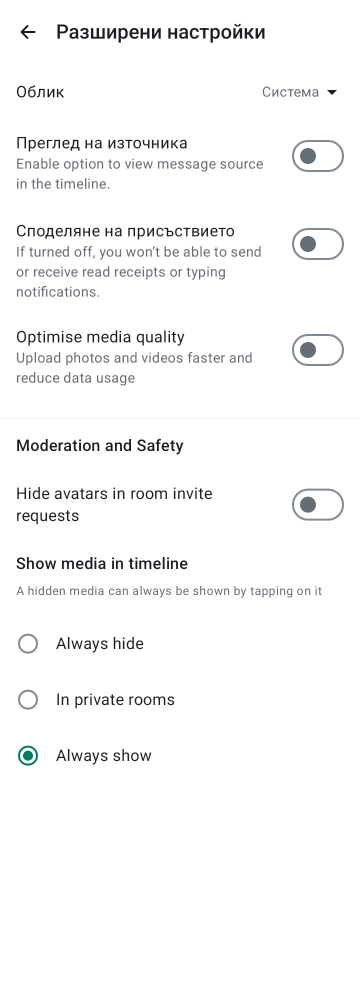 Разширени настройки
Облик
Система
Преглед на източника
Enable option to view message source
in the timeline.
Споделяне на присъствието
If turned off, you won’t be able to send
or receive read receipts or typing
notifications.
Optimise media quality
Upload photos and videos faster and
reduce data usage
Moderation and Safety
Hide avatars in room invite
requests
Show media in timeline
A hidden media can always be shown by tapping on it
Always hide
In private rooms
Always show